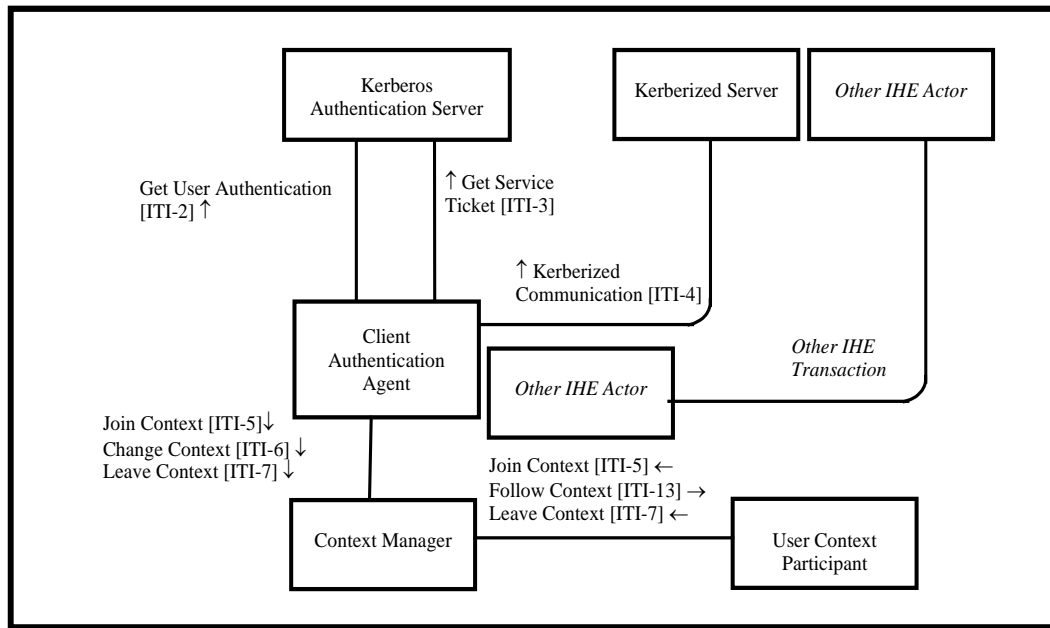 Kerberos
Authentication Server
Kerberized Server
Other IHE Actor
Get User Authentication
[ITI-2] ↑
↑ Get Service
Ticket [ITI-3]
↑ Kerberized
Communication [ITI-4]
Client
Authentication
Agent
Other IHE Actor
Other IHE
Transaction
Join Context [ITI-5]↓
Change Context [ITI-6] ↓
Leave Context [ITI-7] ↓
Join Context [ITI-5] ←
Follow Context [ITI-13] →
Leave Context [ITI-7] ←
Context Manager
User Context
Participant